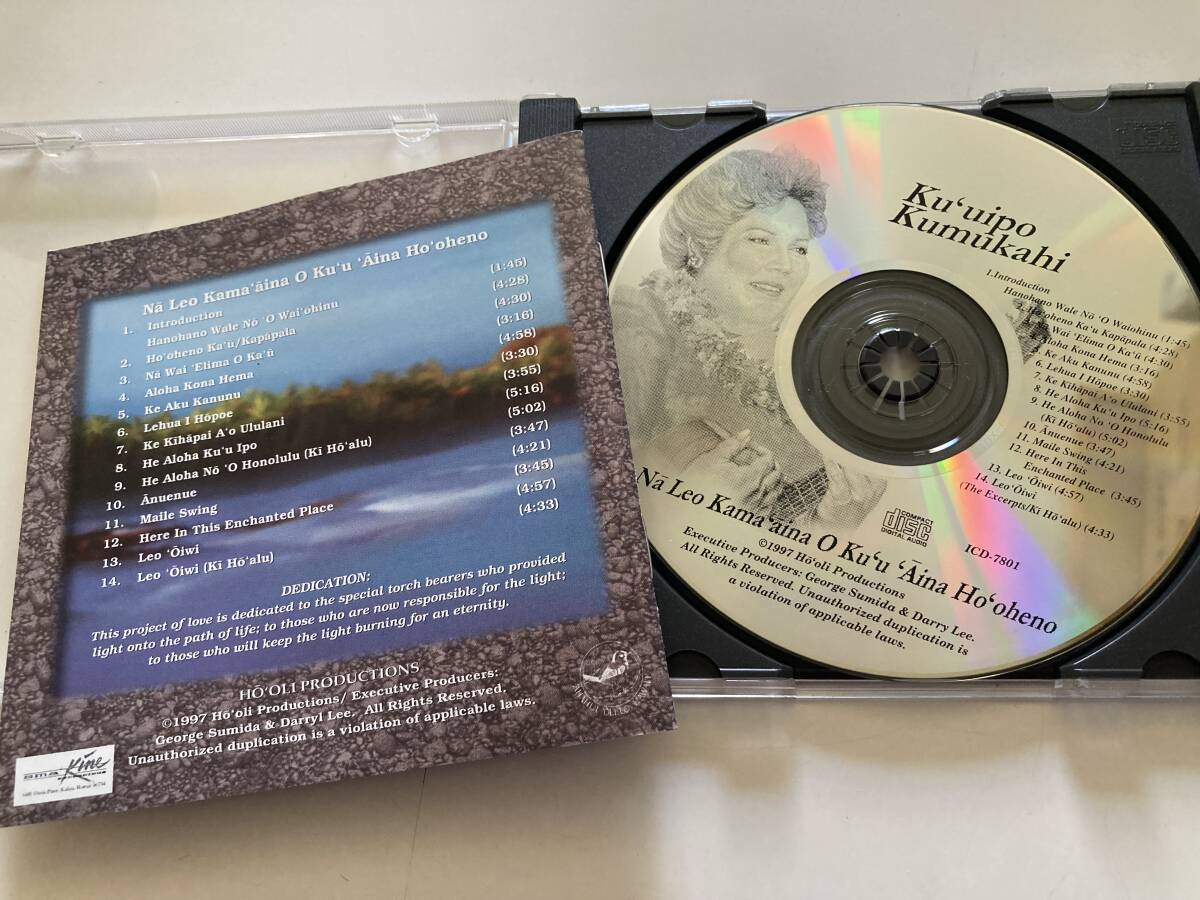 Nā Leo Kama'āina O Ku'u 'Āina Ho'oheno
1. Introduction
Hanohano Wale Nō 'O Wai'ōhinu (1:45)
2. Ho'oheno Ka'ū/Kapāpala (4:28)
3. Nā Wai 'Elima O Ka'ū (4:30)
4. Aloha Kona Hema (3:16)
5. Ke Aku Kanunu (4:58)
6. Lehua I Hōpoe (3:30)
7. Ke Kīhāpai A'o Ululani (3:55)
8. He Aloha Ku'u Ipo (5:16)
9. He Aloha Nō 'O Honolulu (Kī Hō'alu) (5:02)
10. Ānuenue (3:47)
11. Maile Swing (4:21)
12. Here In This Enchanted Place (3:45)
13. Leo 'Ōiwi (4:57)
14. Leo 'Ōiwi (Kī Hō'alu) (4:33)
DEDICATION:
This project of love is dedicated to the special torch bearers who provided
light onto the path of life; to those who are now responsible for the light;
to those who will keep the light burning for an eternity.
HŌ'OLI PRODUCTIONS
©1997 Hō'oli Productions/ Executive Producers:
George Sumida & Darryl Lee. All Rights Reserved.
Unauthorized duplication is a violation of applicable laws.
Kine
Ku'uipo
Kumūkahi
1.Introduction
Hanohano Wale Nō 'O Waiohinu (1:45)
Ho'oheno Ka'u Kapāpala (4:28)
Wai 'Elima O Ka'ū (4:30)
Aloha Kona Hema (3:16)
Ke Aku Kanunu (4:58)
6. Lehua I Hōpoe (3:30)
7. Ke Kīhāpai A'o Ululani (3:55)
8. He Aloha Ku'u Ipo (5:16)
9. He Aloha No 'O Honolulu
(Kī Hō'alu) (5:02)
10. Ānuenue (3:47)
11. Maile Swing (4:21)
12. Here In This
Enchanted Place (3:45)
13. Leo 'Ōiwi (4:57)
14. Leo 'Ōiwi
(The Excerpts/Kī Hō'alu) (4:33)
COMPACT
disc
DIGITAL AUDIO
ICD-7801
Nā Leo Kama'āina O Ku'u 'Āina Ho'oheno
©1997 Hō'oli Productions
Executive Producers: George Sumida & Darry Lee.
All Rights Reserved. Unauthorized duplication is
a violation of applicable laws.